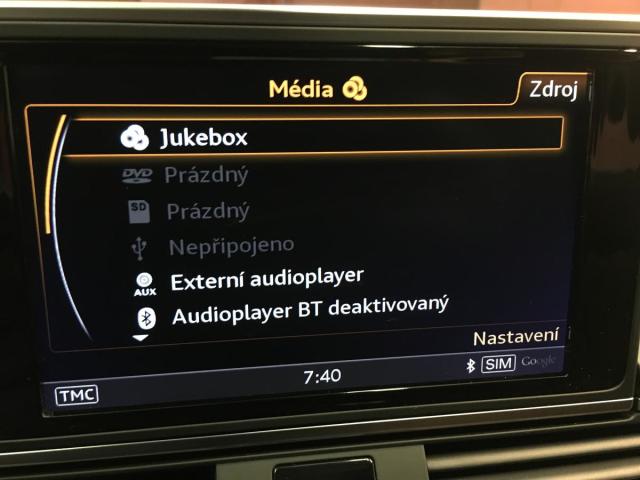 Média
Zdroj
Jukebox
DVD Prázdný
SD Prázdný
Nepřipojeno
AUX Externí audioplayer
Audioplayer BT deaktivovaný
Nastavení
TMC
7:40
SIM Google